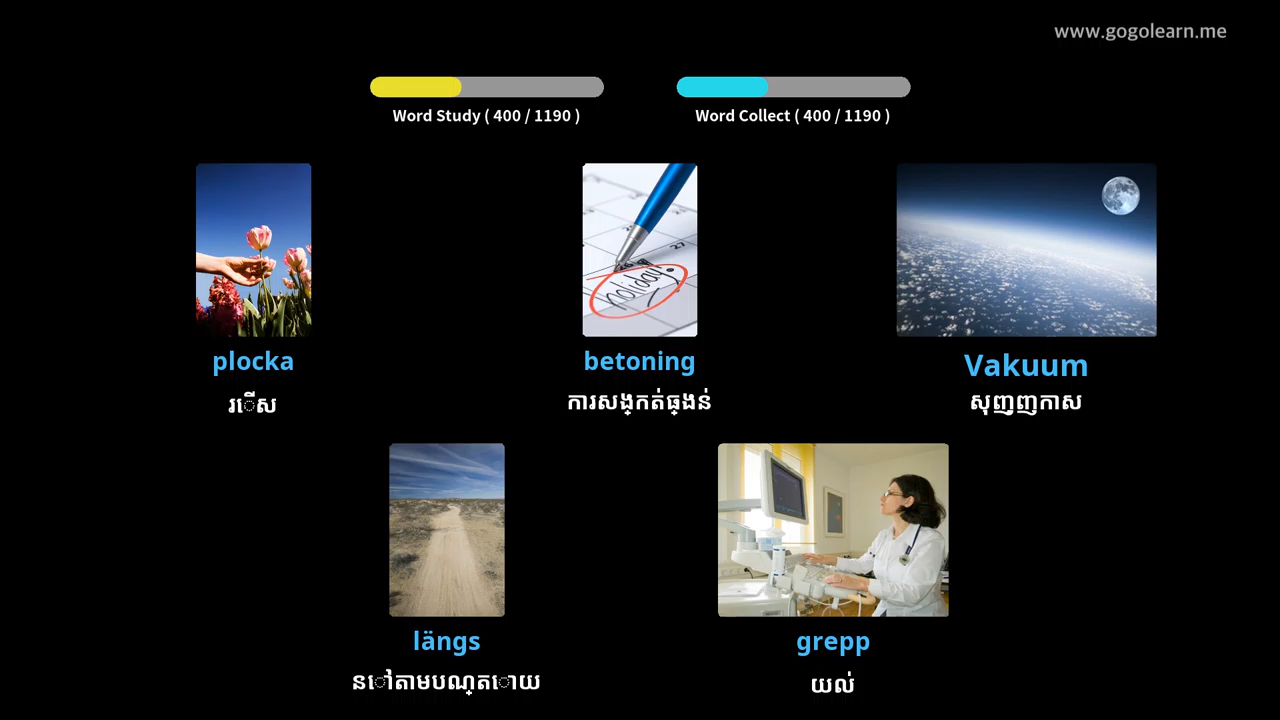 www.gogolearn.me
Word Study ( 400 / 1190 )
Word Collect ( 400 / 1190 )
plocka
រើស
betoning
ការសង្កត់ធ្ងន់
Vakuum
សុញ្ញកាស
holiday
27
längs
នៅតាមបណ្តោយ
grepp
យល់